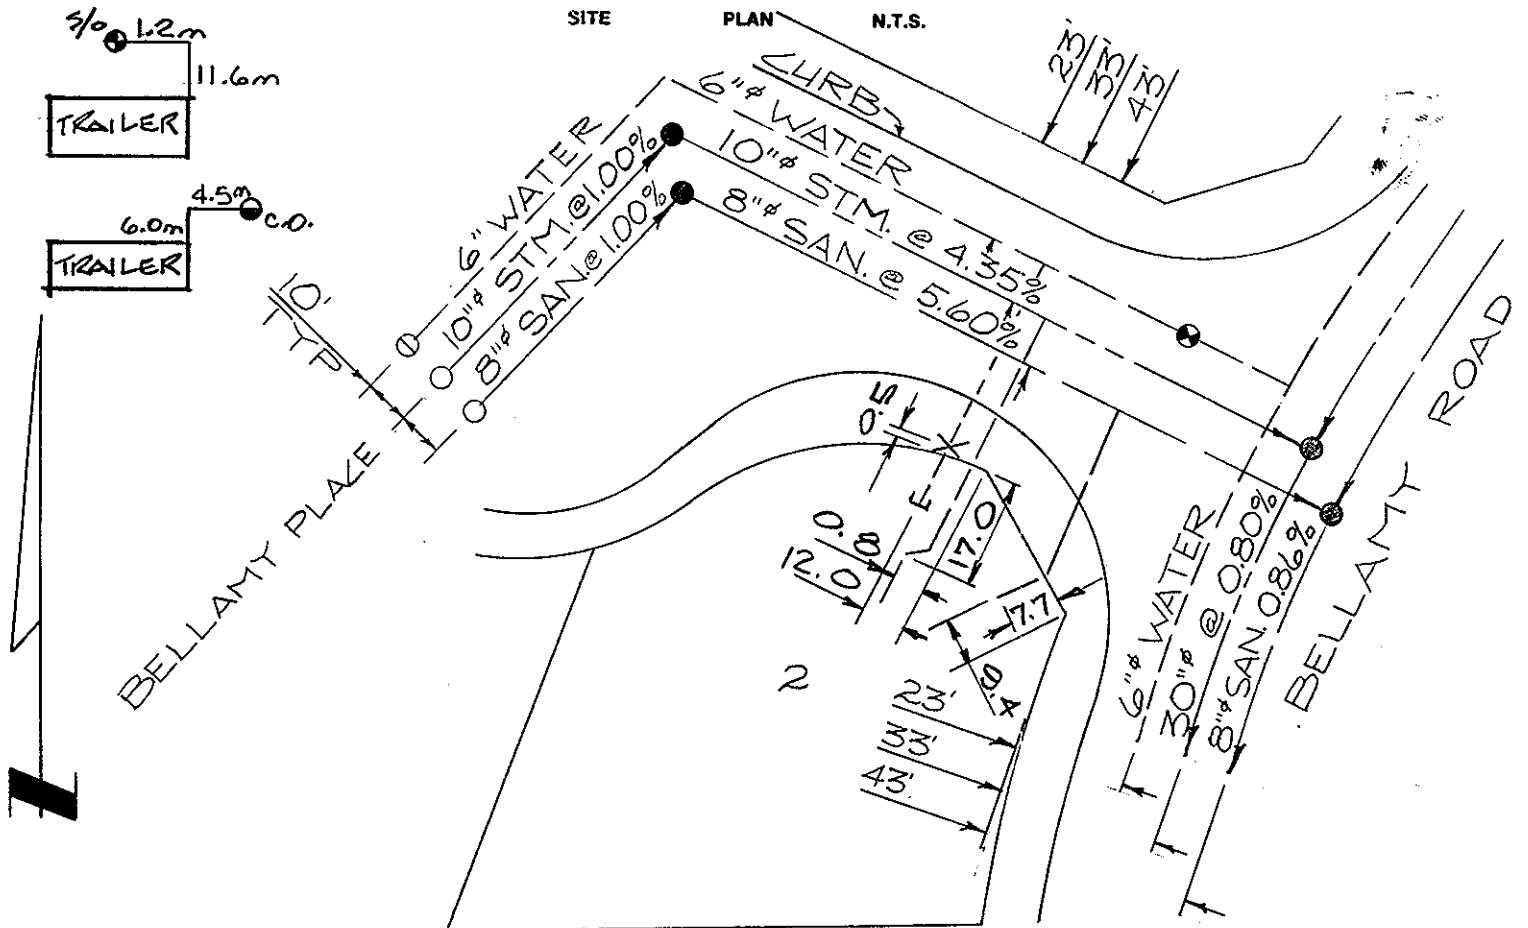 SITE PLAN N.T.S.
S/O 1.2m
11.6m
TRAILER
4.5m
C.O.
6.0m
TRAILER
CURB
23'
33'
43'
6"ø WATER
10"ø STM. @ 4.35%
8"ø SAN. @ 5.60%
6" WATER
10"ø STM. @ 1.00%
8"ø SAN. @ 1.00%
10'
TYP
BELLAMY PLACE
0.5
0.8
12.0
17.0
7.7
9.4
2
23'
33'
43'
6"ø WATER
30"ø @ 0.80%
8"ø SAN. 0.86%
BELLAMY ROAD